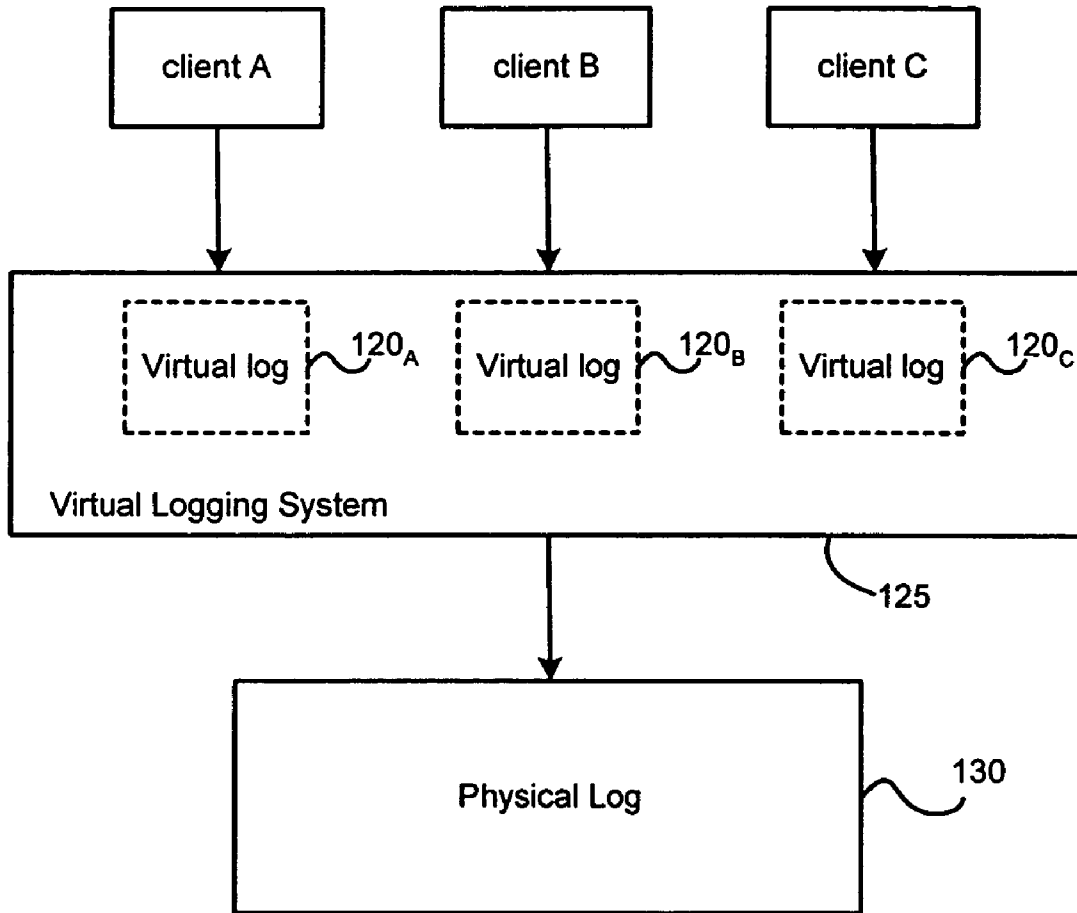 client A
client B
client C
Virtual log
120A
Virtual log
120B
Virtual log
120C
Virtual Logging System
125
Physical Log
130